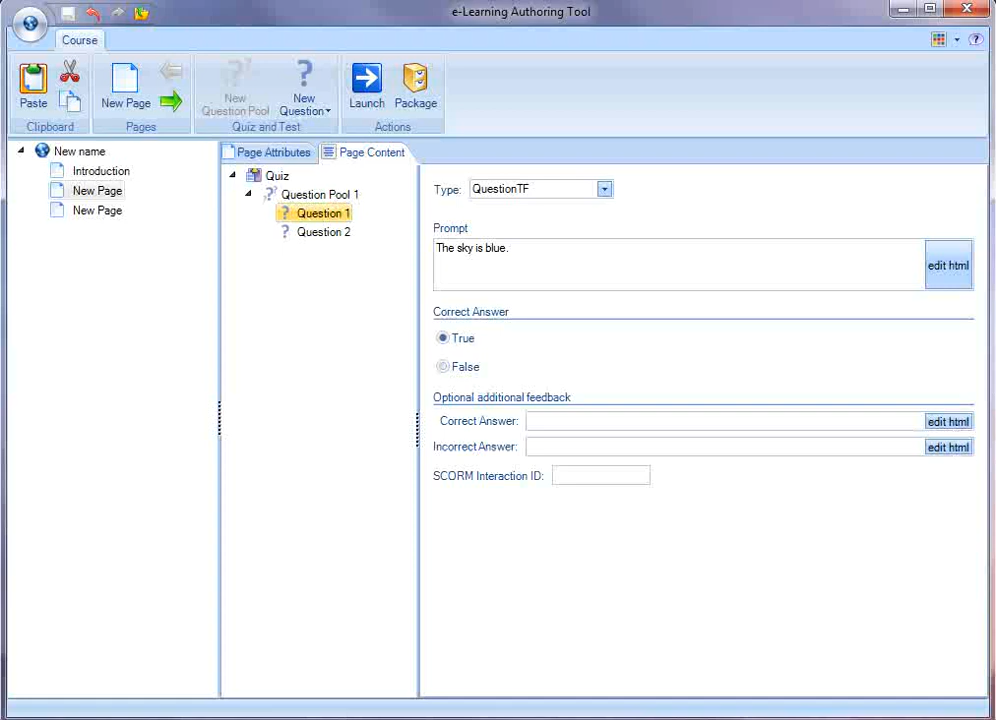 e-Learning Authoring Tool
Course
Paste
New Page
New
Question Pool
New
Question
Launch
Package
Clipboard
Pages
Quiz and Test
Actions
New name
Introduction
New Page
New Page
Page Attributes
Page Content
Quiz
Question Pool 1
Question 1
Question 2
Type: QuestionTF
Prompt
The sky is blue.
edit html
Correct Answer
True
False
Optional additional feedback
Correct Answer: edit html
Incorrect Answer: edit html
SCORM Interaction ID: